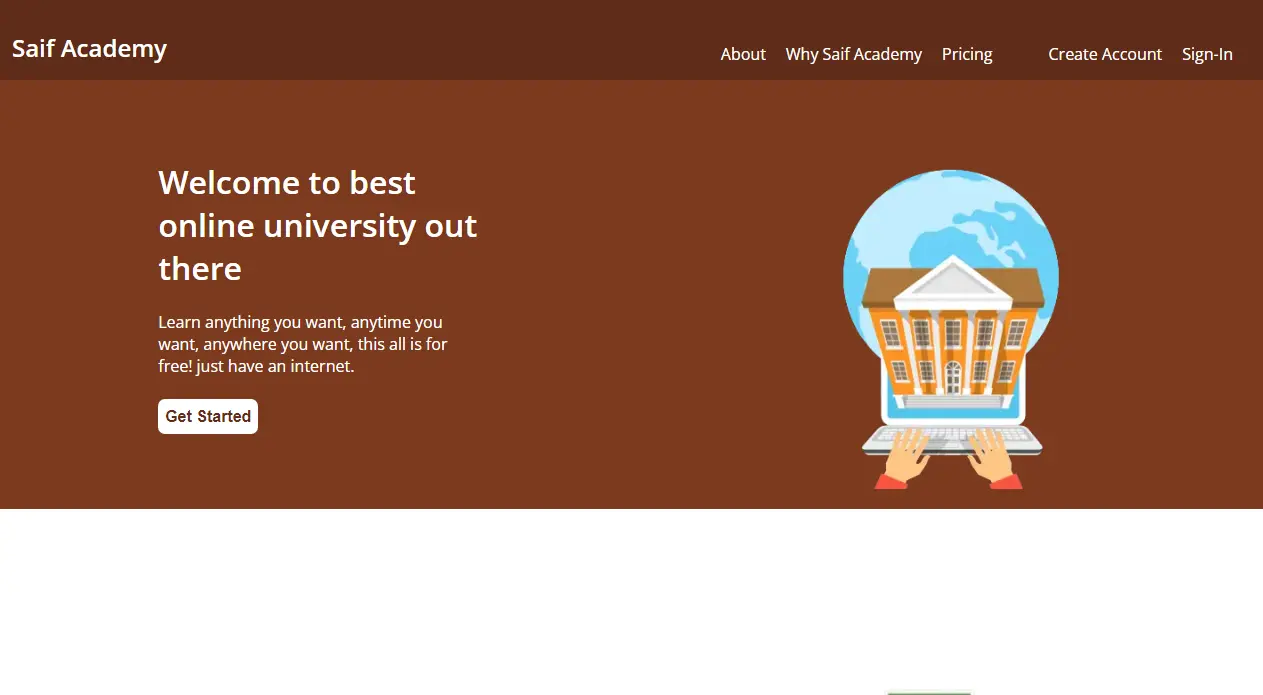 Saif Academy
About Why Saif Academy Pricing Create Account Sign-In
Welcome to best
online university out
there
Learn anything you want, anytime you
want, anywhere you want, this all is for
free! just have an internet.
Get Started